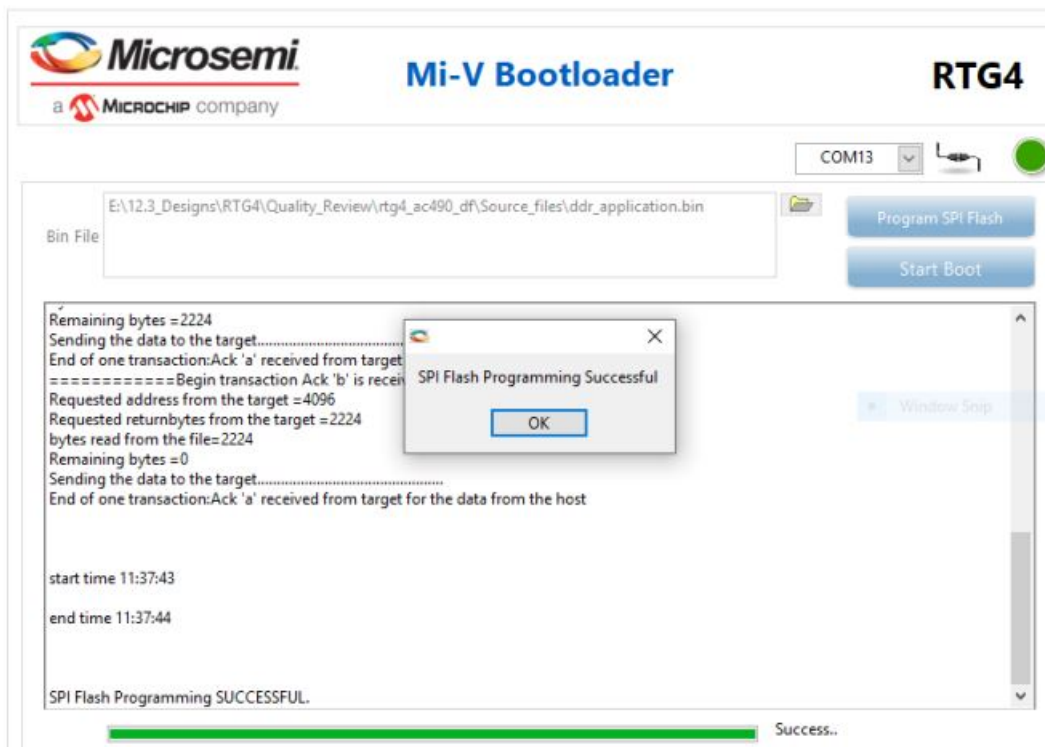 Microsemi
a MICROCHIP company
Mi-V Bootloader
RTG4
COM13
E:\12.3_Designs\RTG4\Quality_Review\rtg4_ac490_df\Source_files\ddr_application.bin
Bin File
Program SPI Flash
Start Boot
Remaining bytes =2224
Sending the data to the target.............................................
End of one transaction:Ack 'a' received from target
============Begin transaction Ack 'b' is recei
Requested address from the target =4096
Requested returnbytes from the target =2224
bytes read from the file=2224
Remaining bytes =0
Sending the data to the target.......................................................
End of one transaction:Ack 'a' received from target for the data from the host
SPI Flash Programming Successful
OK
Window Snip
start time 11:37:43
end time 11:37:44
SPI Flash Programming SUCCESSFUL.
Success..